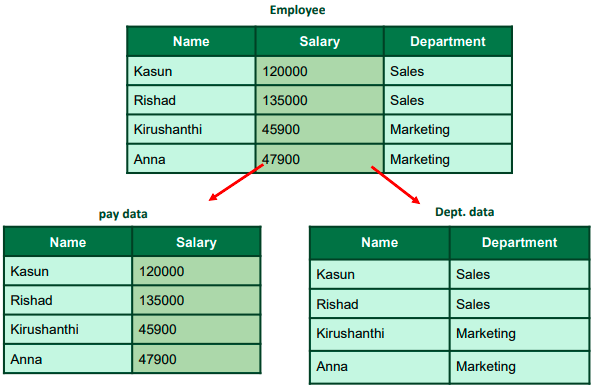 Employee
Name Salary Department
Kasun 120000 Sales
Rishad 135000 Sales
Kirushanthi 45900 Marketing
Anna 47900 Marketing
pay data
Name Salary
Kasun 120000
Rishad 135000
Kirushanthi 45900
Anna 47900
Dept. data
Name Department
Kasun Sales
Rishad Sales
Kirushanthi Marketing
Anna Marketing